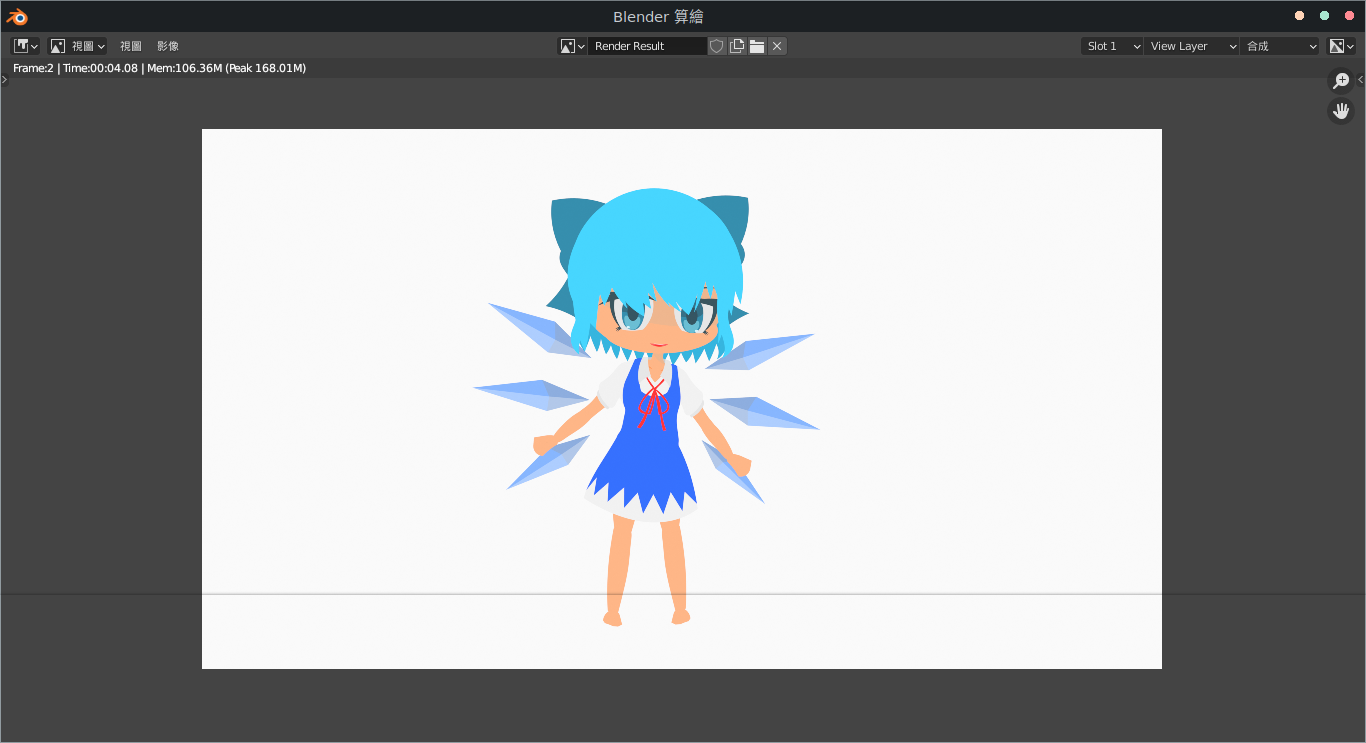 Blender 算繪
視圖 視圖 影像 Render Result Slot 1 View Layer 合成
Frame:2 | Time:00:04.08 | Mem:106.36M (Peak 168.01M)